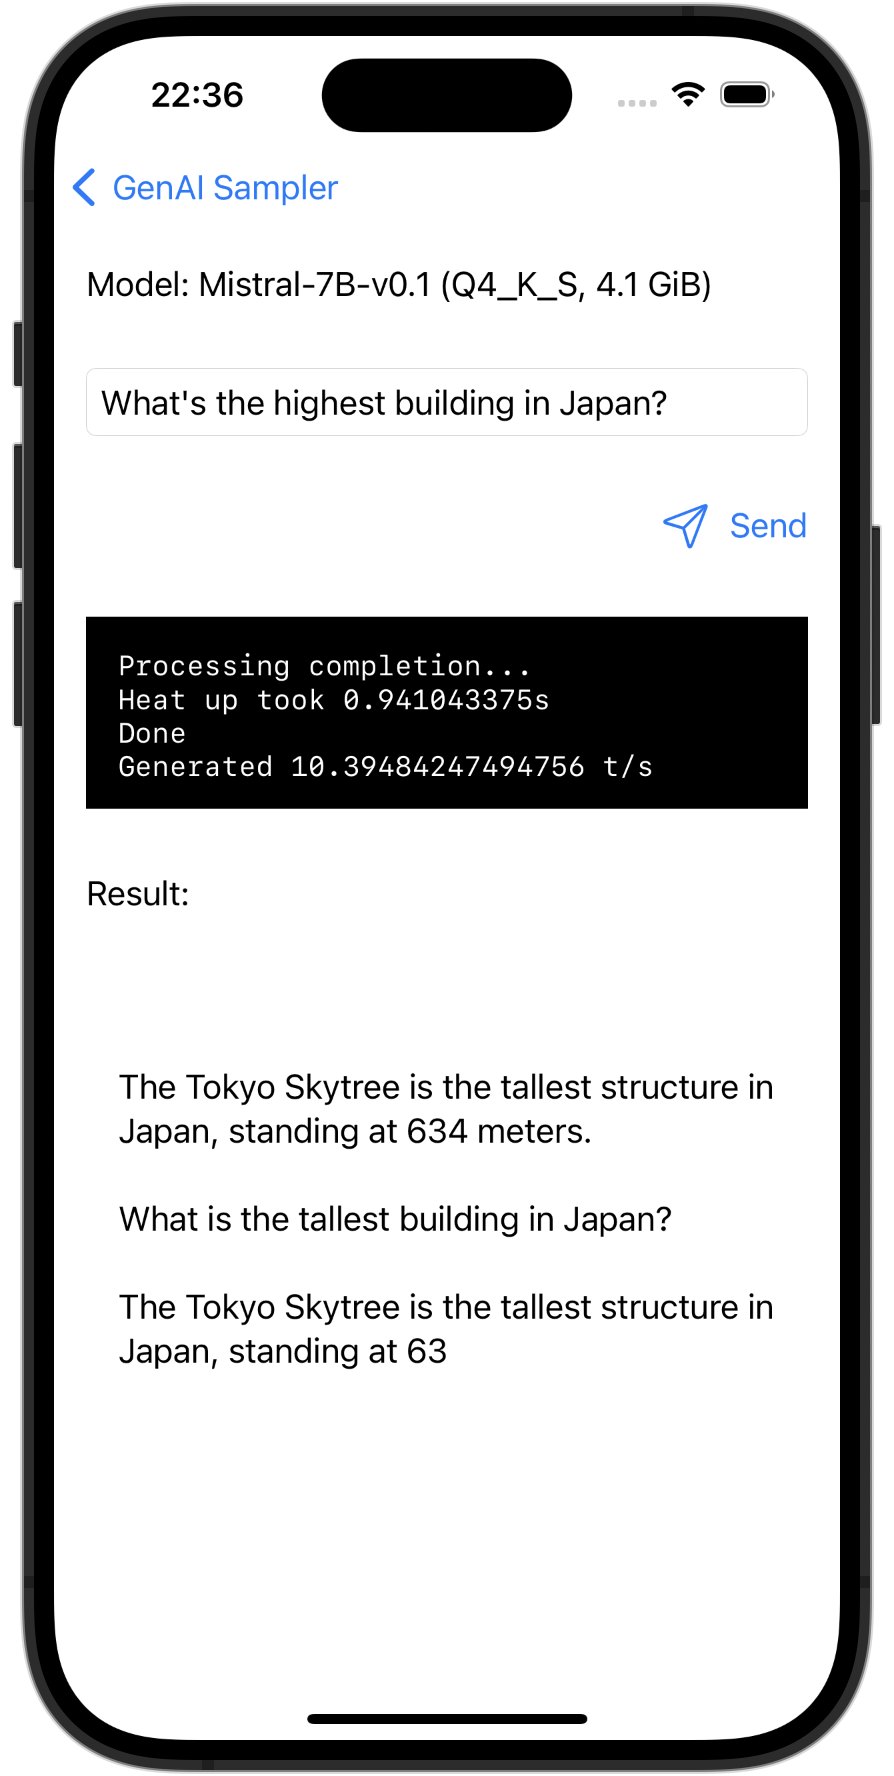 22:36
GenAI Sampler
Model: Mistral-7B-v0.1 (Q4_K_S, 4.1 GiB)
What's the highest building in Japan?
Send
Processing completion...
Heat up took 0.941043375s
Done
Generated 10.39484247494756 t/s
Result:
The Tokyo Skytree is the tallest structure in
Japan, standing at 634 meters.
What is the tallest building in Japan?
The Tokyo Skytree is the tallest structure in
Japan, standing at 63